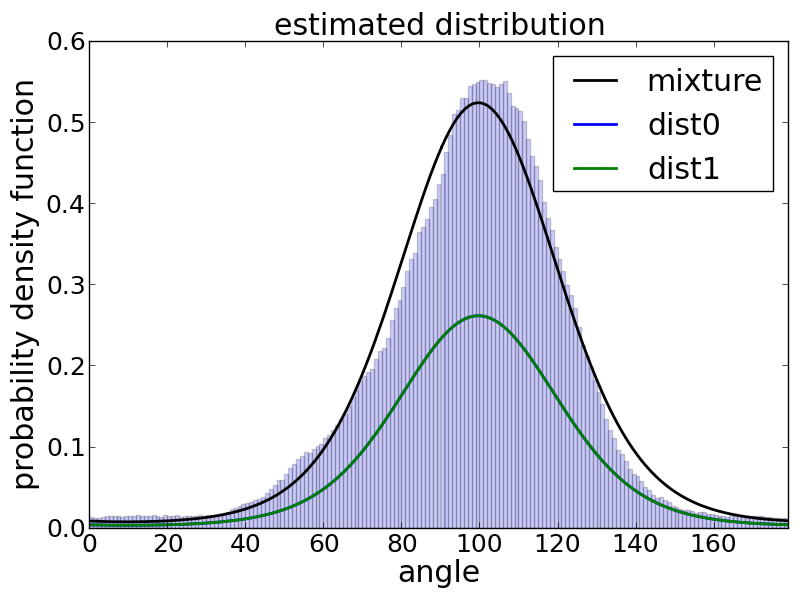 estimated distribution
probability density function
0.6
0.5
0.4
0.3
0.2
0.1
0.0
mixture
dist0
dist1
0 20 40 60 80 100 120 140 160
angle